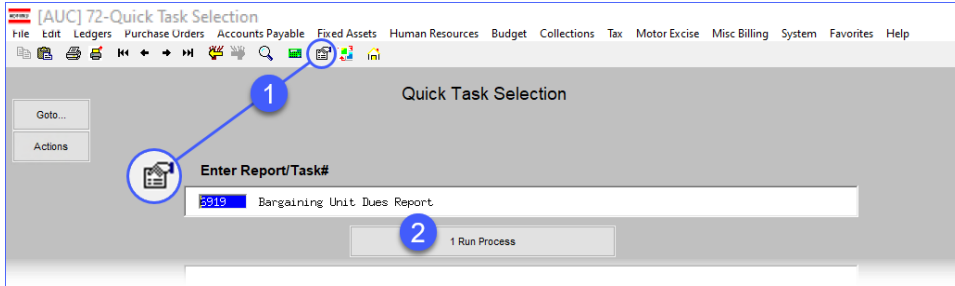 [AUC] 72-Quick Task Selection
File Edit Ledgers Purchase Orders Accounts Payable Fixed Assets Human Resources Budget Collections Tax Motor Excise Misc Billing System Favorites Help
1
Quick Task Selection
Goto...
Actions
Enter Report/Task#
6919 Bargaining Unit Dues Report
2
1 Run Process